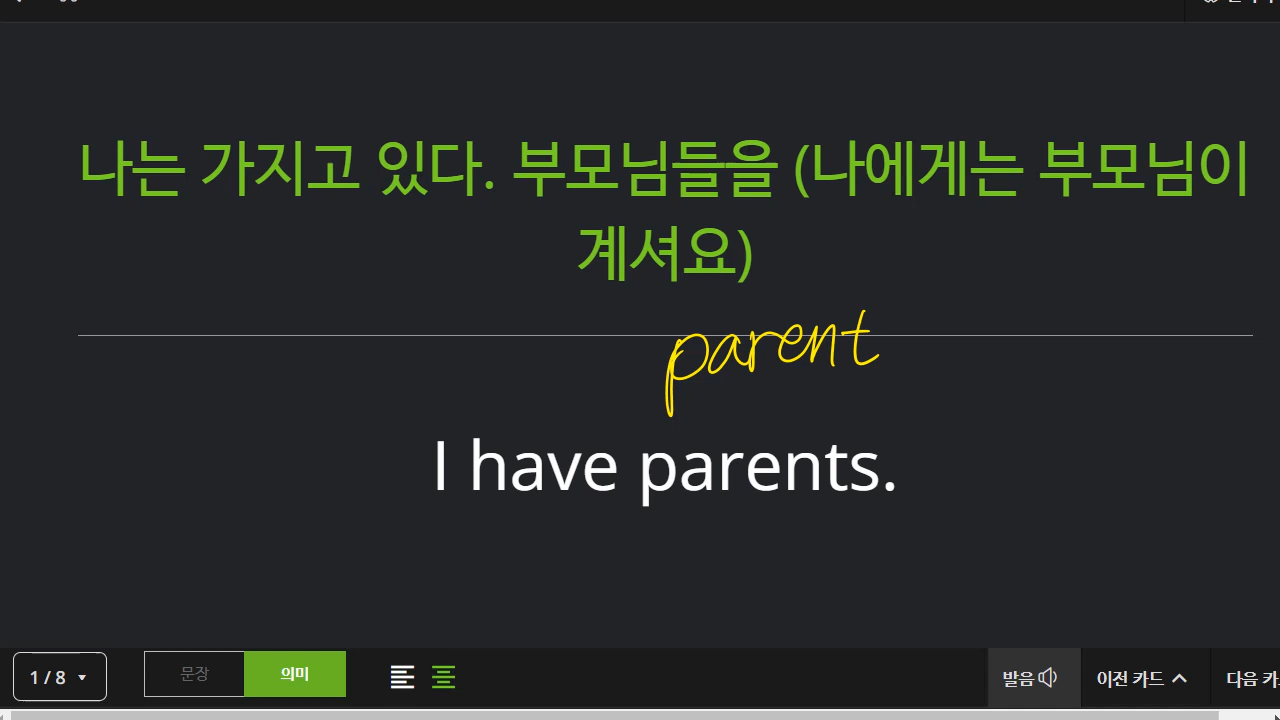 나는 가지고 있다. 부모님들을 (나에게는 부모님이
계셔요)
parent
I have parents.
1 / 8
문장
의미
발음
이전 카드
다음 카